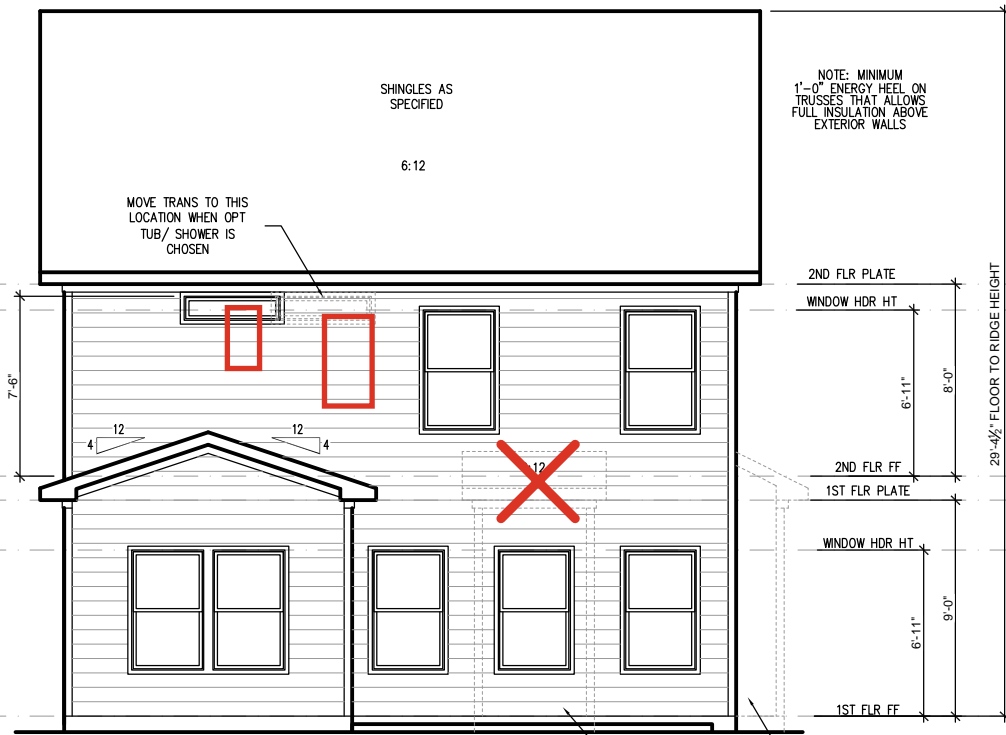 SHINGLES AS
SPECIFIED
6:12
NOTE: MINIMUM
1'-0" ENERGY HEEL ON
TRUSSES THAT ALLOWS
FULL INSULATION ABOVE
EXTERIOR WALLS
MOVE TRANS TO THIS
LOCATION WHEN OPT
TUB/ SHOWER IS
CHOSEN
2ND FLR PLATE
WINDOW HDR HT
7'-6"
6'-11"
8'-0"
29'-4½" FLOOR TO RIDGE HEIGHT
12
4
12
4
:12
2ND FLR FF
1ST FLR PLATE
WINDOW HDR HT
6'-11"
9'-0"
1ST FLR FF